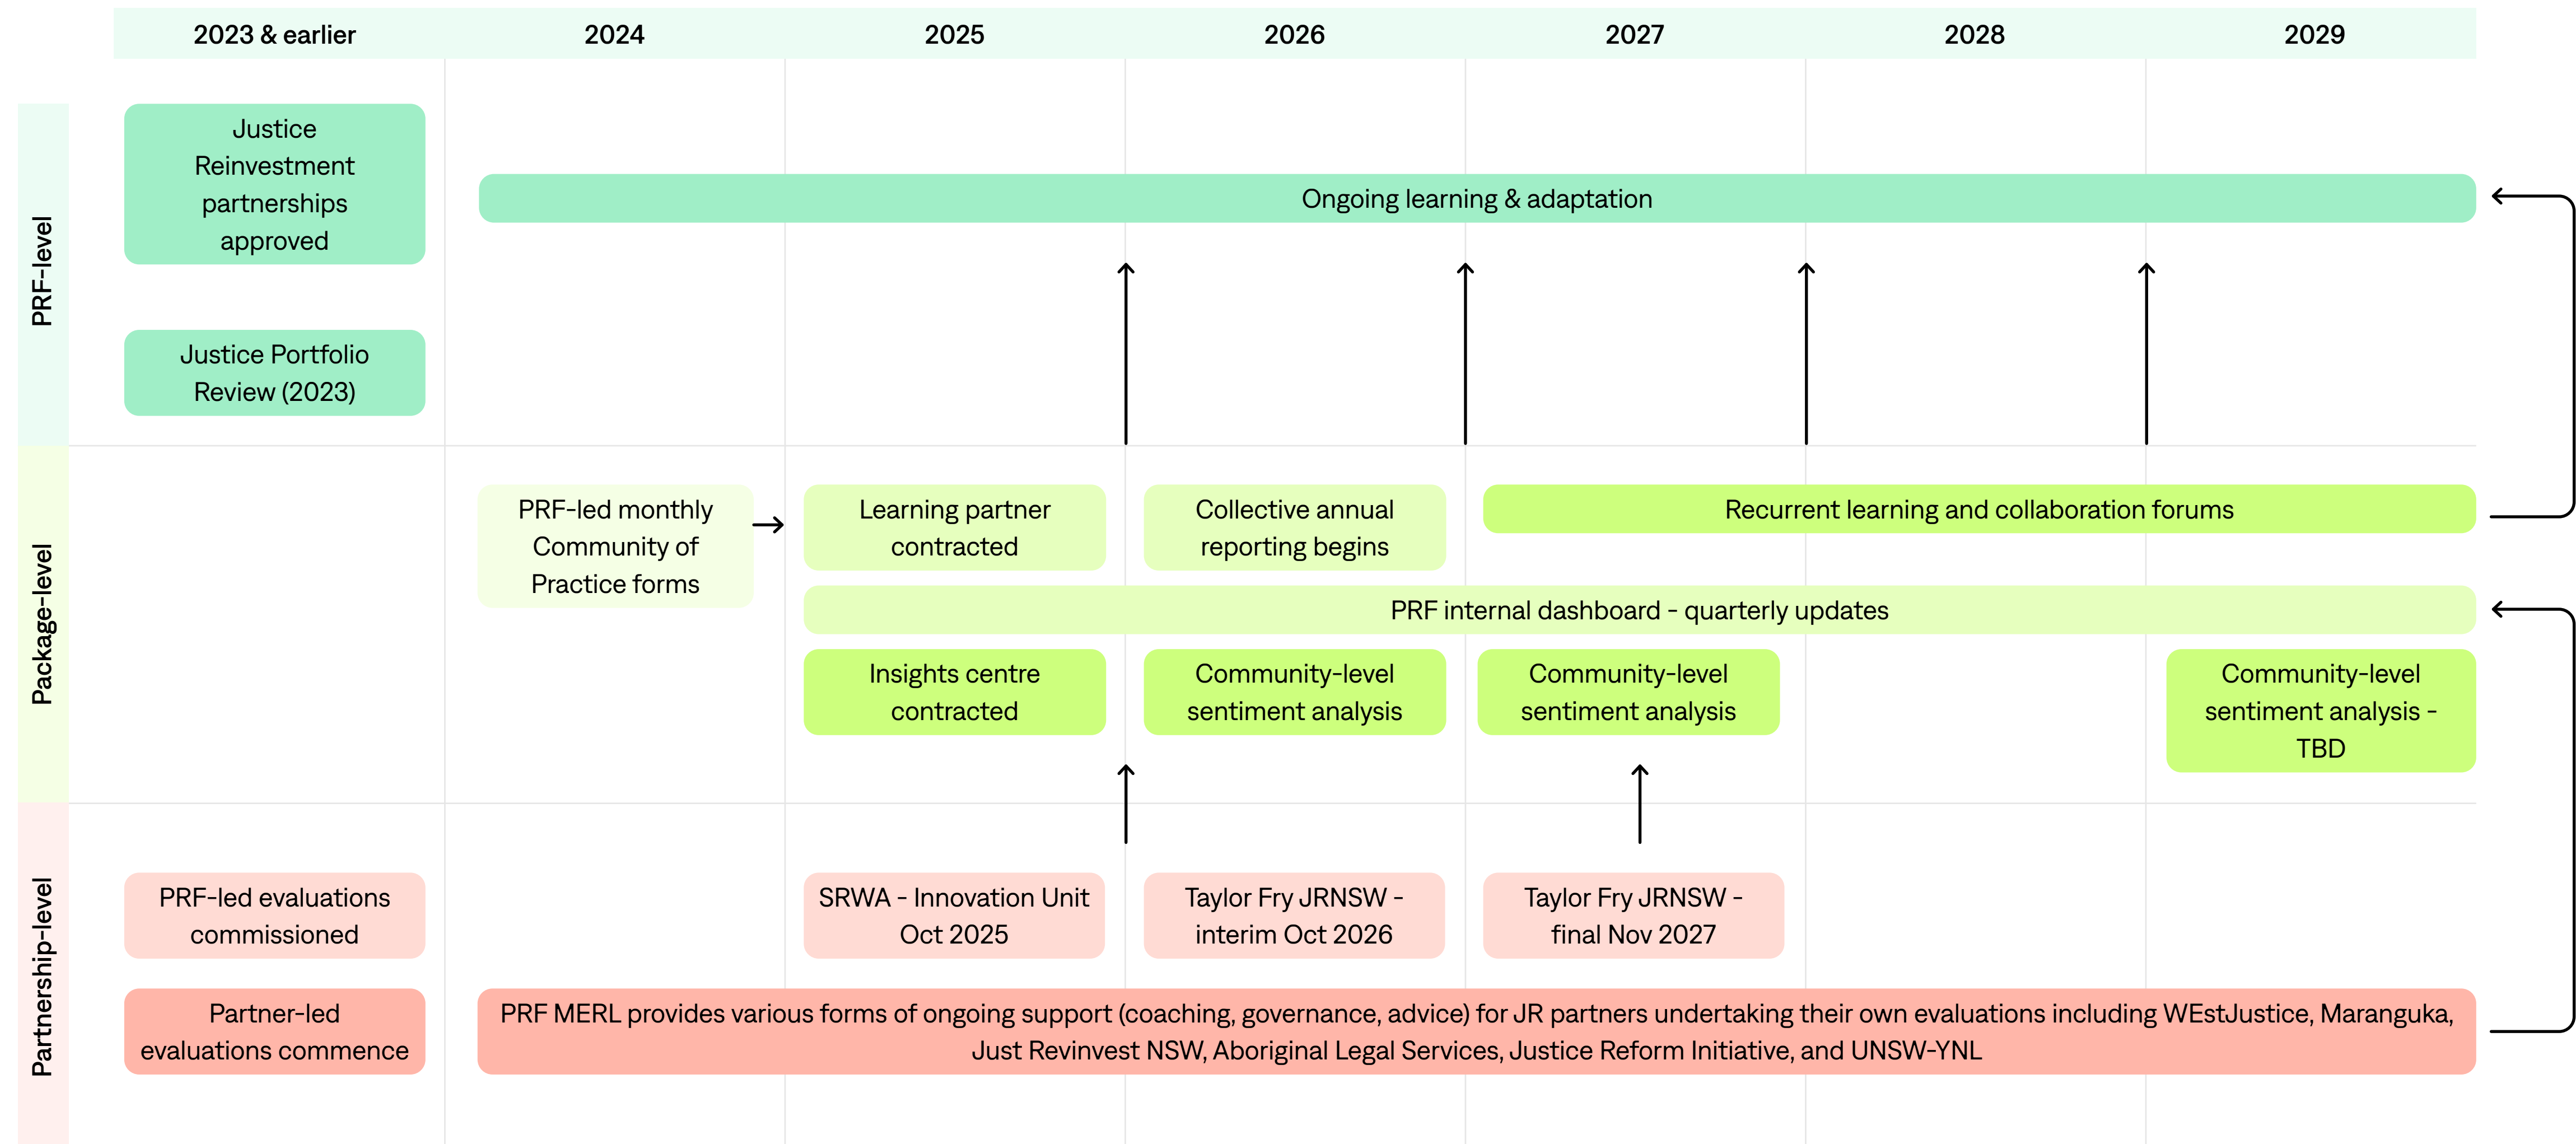 2023 & earlier
2024
2025
2026
2027
2028
2029
PRF-level
Justice
Reinvestment
partnerships
approved
Ongoing learning & adaptation
Justice Portfolio
Review (2023)
Package-level
PRF-led monthly
Community of
Practice forms
Learning partner
contracted
Collective annual
reporting begins
Recurrent learning and collaboration forums
PRF internal dashboard - quarterly updates
Insights centre
contracted
Community-level
sentiment analysis
Community-level
sentiment analysis
Community-level
sentiment analysis -
TBD
Partnership-level
PRF-led evaluations
commissioned
SRWA - Innovation Unit
Oct 2025
Taylor Fry JRNSW -
interim Oct 2026
Taylor Fry JRNSW -
final Nov 2027
Partner-led
evaluations commence
PRF MERL provides various forms of ongoing support (coaching, governance, advice) for JR partners undertaking their own evaluations including WEstJustice, Maranguka,
Just Revinvest NSW, Aboriginal Legal Services, Justice Reform Initiative, and UNSW-YNL